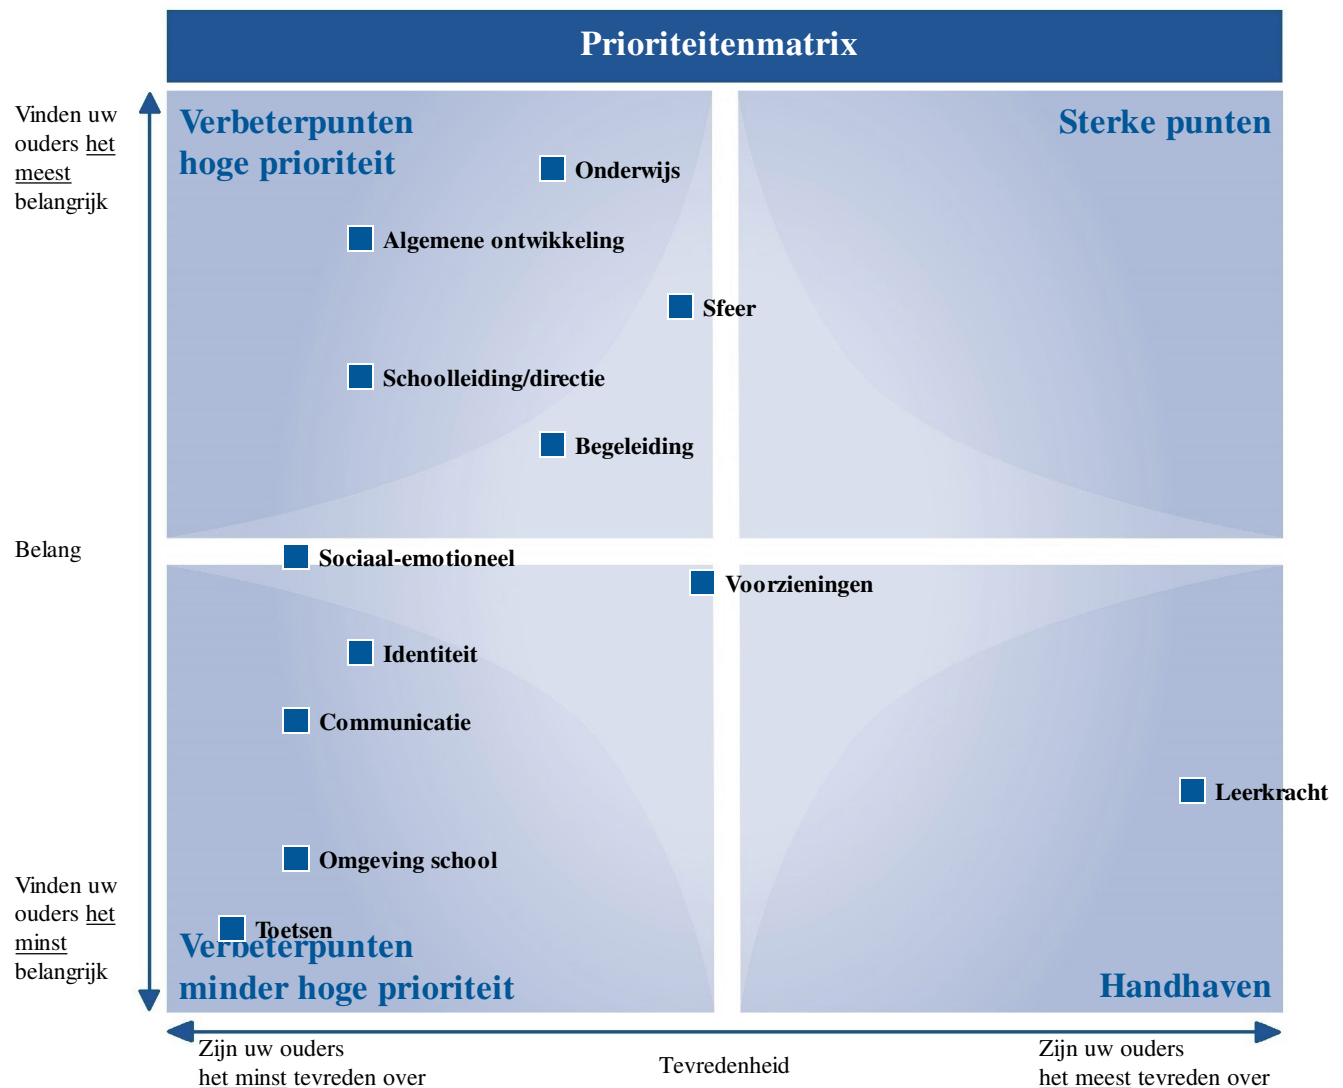 Prioriteitenmatrix
Vinden uw
ouders het
meest
belangrijk
Verbeterpunten
hoge prioriteit
Sterke punten
Onderwijs
Algemene ontwikkeling
Sfeer
Schoolleiding/directie
Begeleiding
Belang
Sociaal-emotioneel
Voorzieningen
Identiteit
Communicatie
Leerkracht
Omgeving school
Vinden uw
ouders het
minst
belangrijk
Toetsen
Verbeterpunten
minder hoge prioriteit
Handhaven
Zijn uw ouders
het minst tevreden over
Tevredenheid
Zijn uw ouders
het meest tevreden over